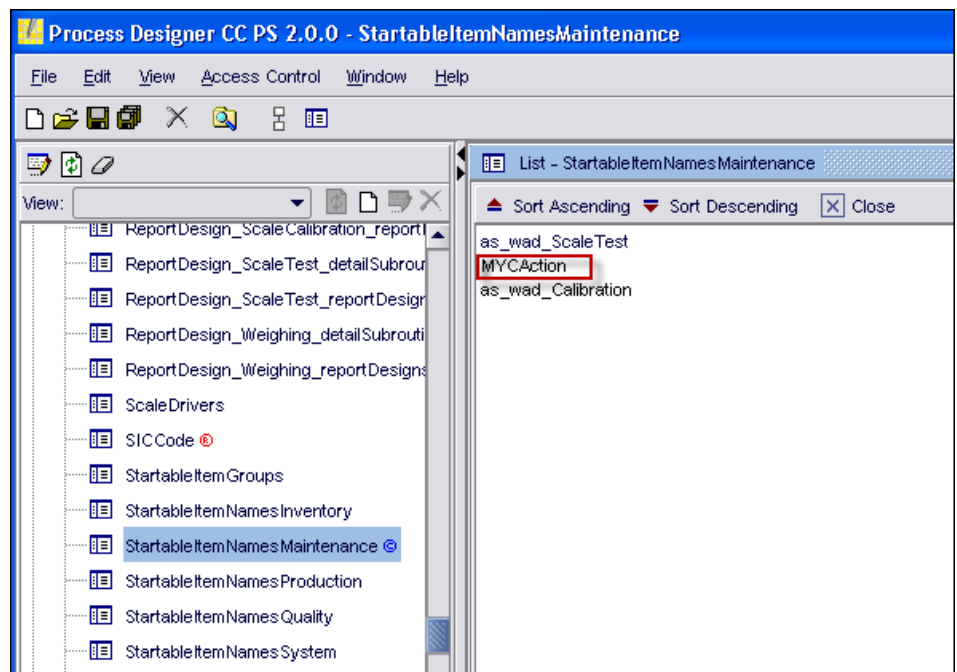 Process Designer CC PS 2.0.0 - StartableItemNamesMaintenance
File Edit View Access Control Window Help
View:
ReportDesign_ScaleCalibration_report
ReportDesign_ScaleTest_detailSubrou
ReportDesign_ScaleTest_reportDesign
ReportDesign_Weighing_detailSubrouti
ReportDesign_Weighing_reportDesigns
ScaleDrivers
SICCode ®
StartableItemGroups
StartableItemNamesInventory
StartableItemNamesMaintenance ©
StartableItemNamesProduction
StartableItemNamesQuality
StartableItemNamesSystem
List - StartableItemNamesMaintenance
Sort Ascending Sort Descending Close
as_wad_ScaleTest
MYCAction
as_wad_Calibration